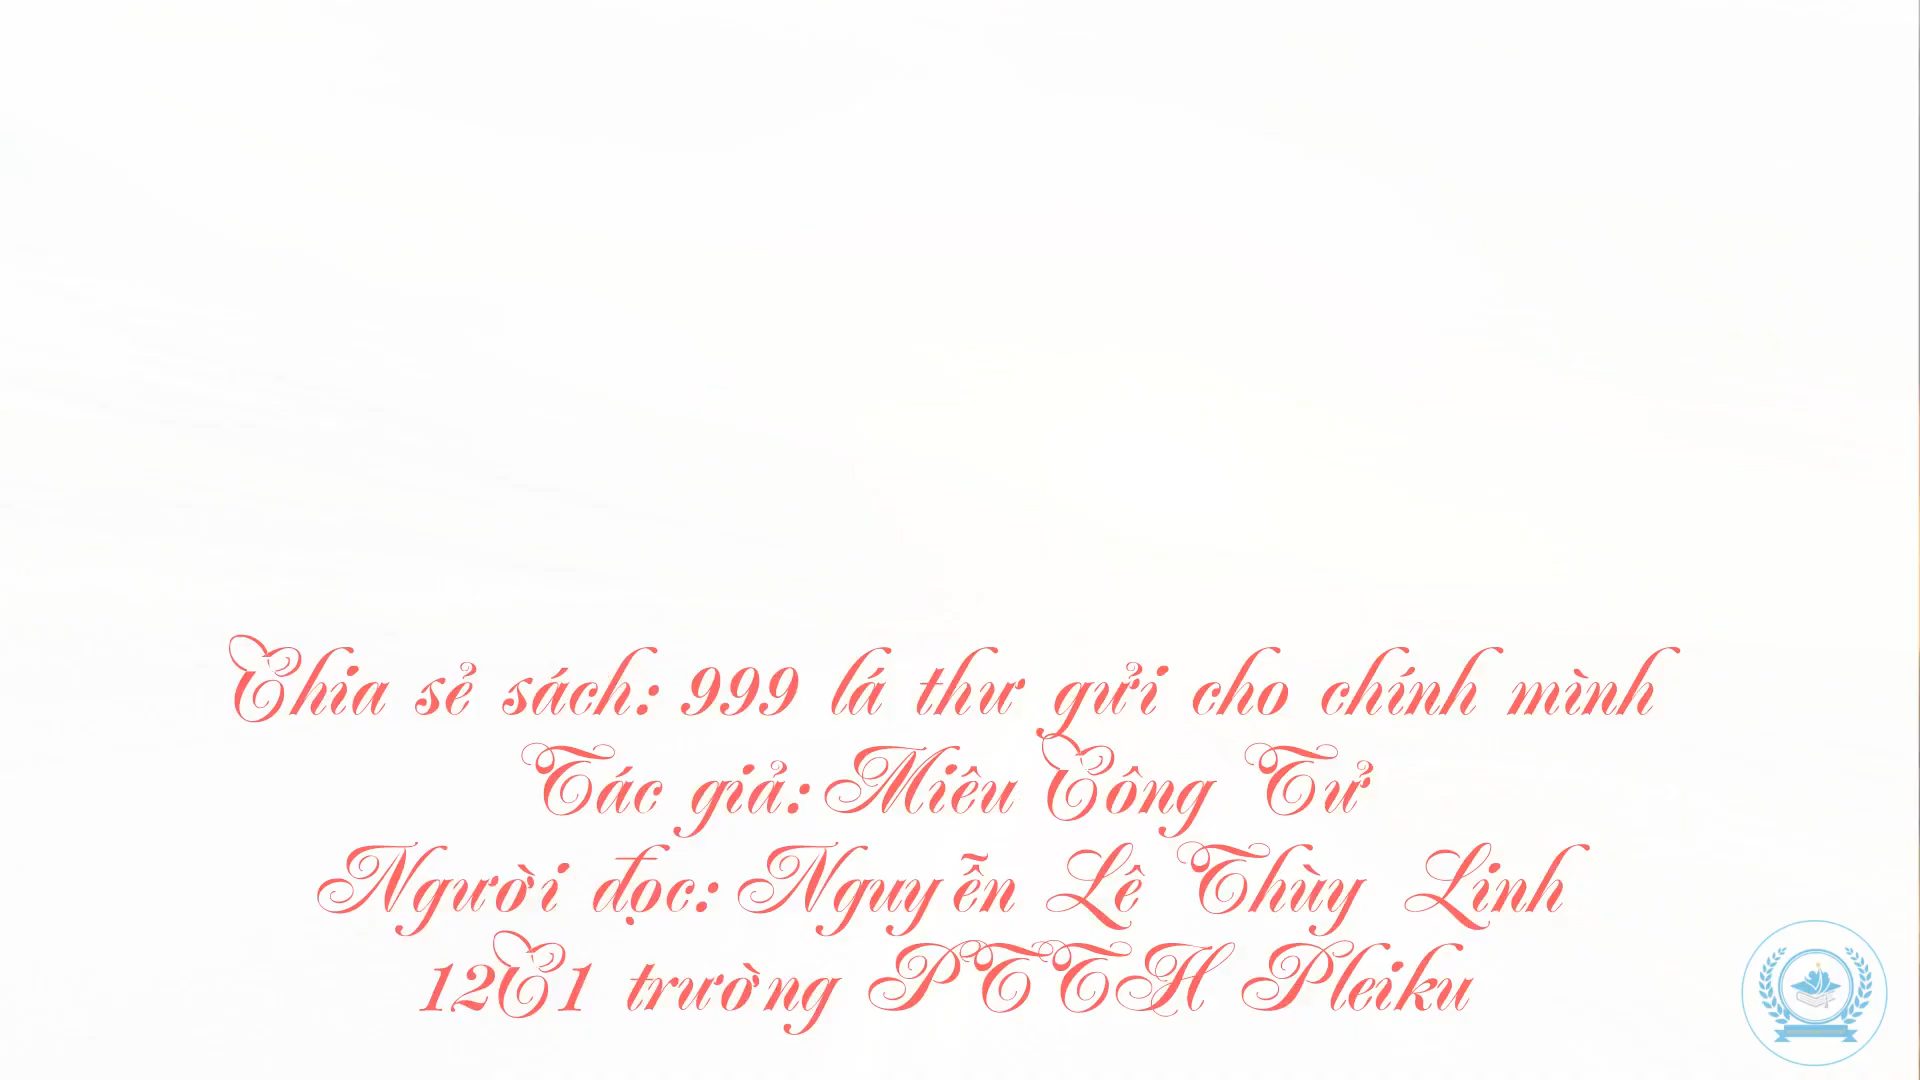 Chia sẻ sách: 999 lá thư gửi cho chính mình
Tác giả: Miêu Công Tử
Người đọc: Nguyễn Lê Thùy Linh
12C1 trường PTTH Pleiku